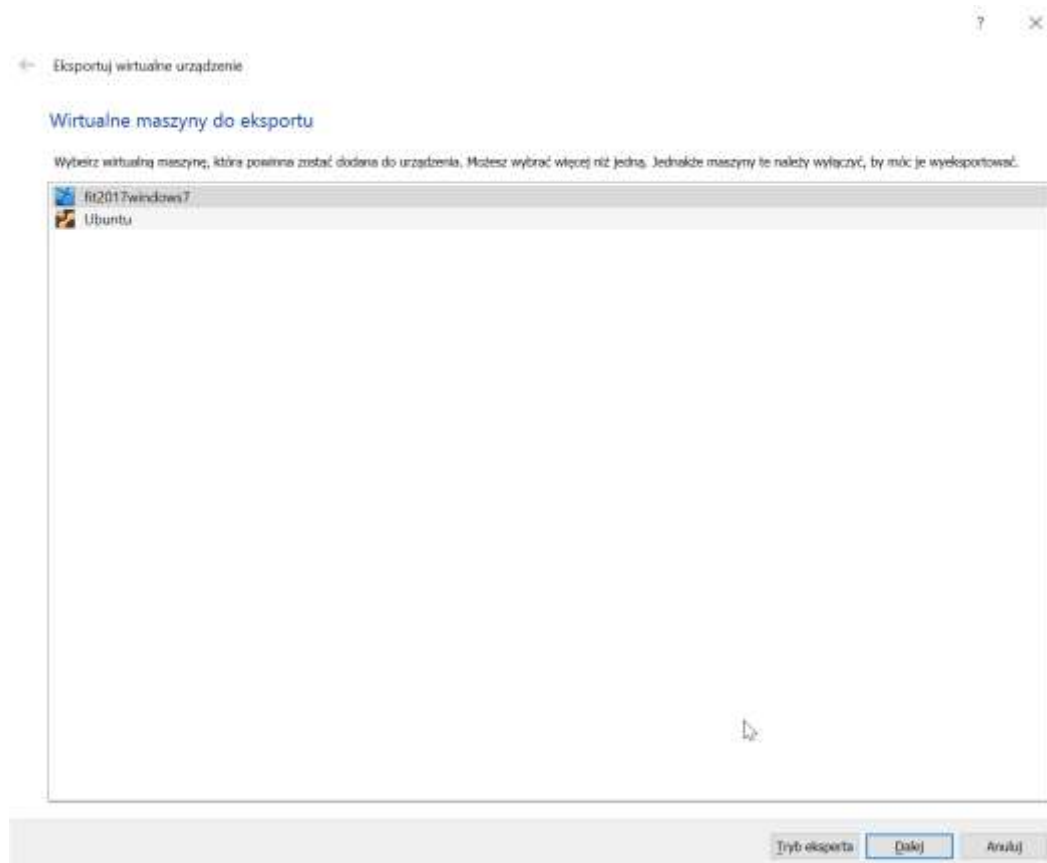 ?
Eksportuj wirtualne urządzenie
Wirtualne maszyny do eksportu
Wybeirz wirtualną maszynę, która powinna zostać dodana do urządzenia. Możesz wybrać więcej niż jedną. Jednakże maszyny te należy wyłączyć, by móc je wyeksportować.
fit2017windows7
Ubuntu
Tryb eksperta Dalej Anuluj